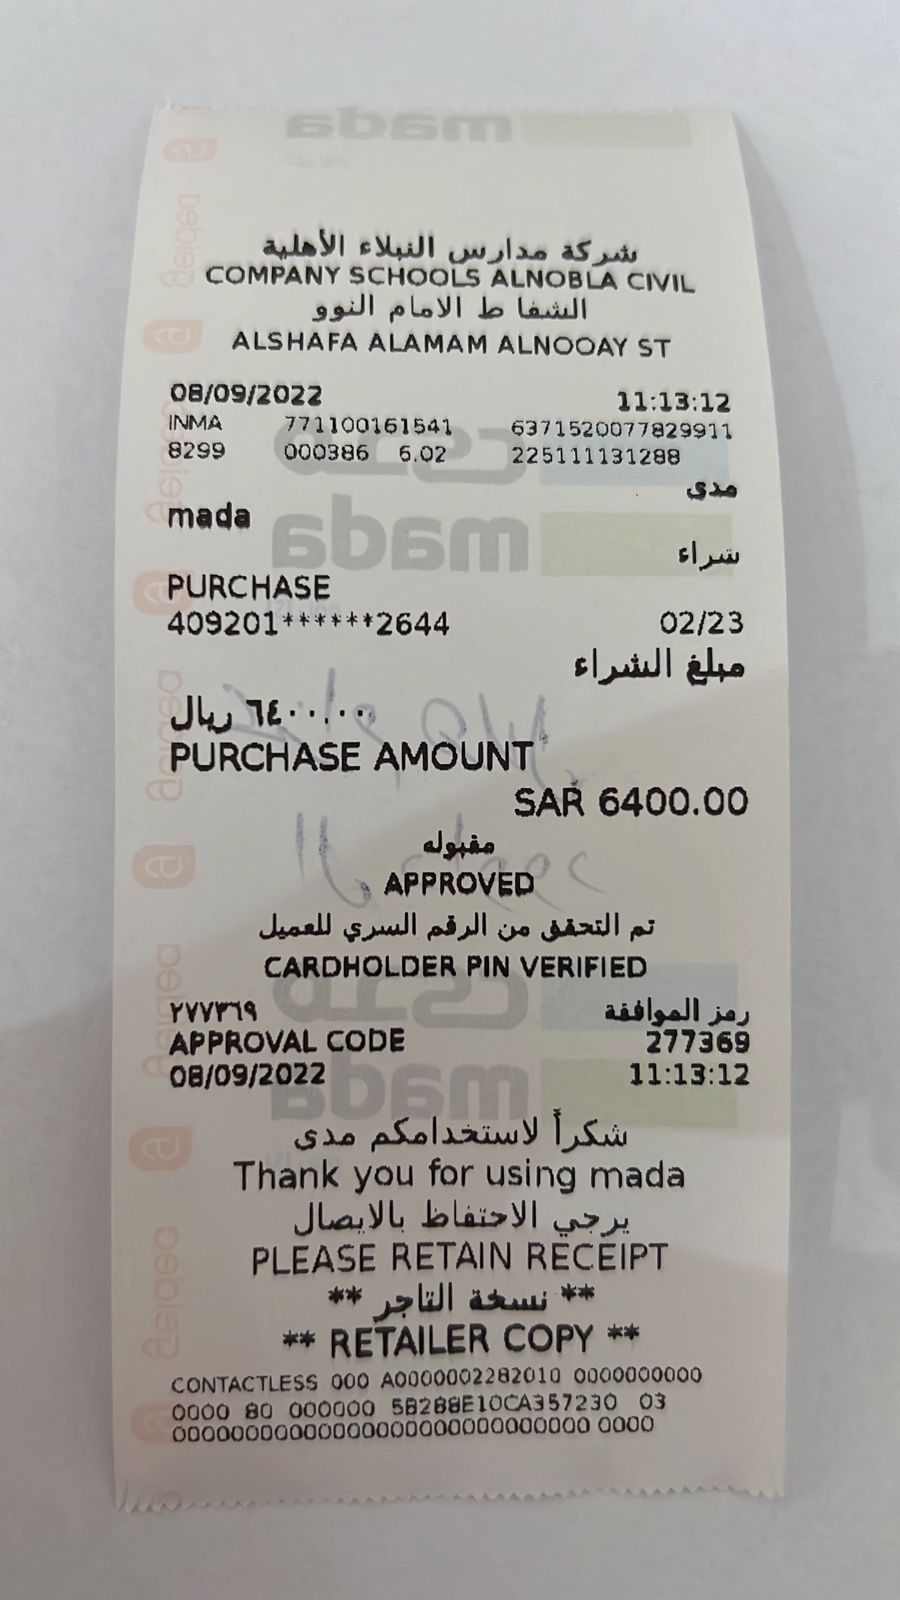 شركة مدارس النبلاء الأهلية
COMPANY SCHOOLS ALNOBLA CIVIL
الشفا ط الامام النوو
ALSHAFA ALAMAM ALNOOAY ST
08/09/2022 11:13:12
INMA 771100161541 6371520077829911
8299 000386 6.02 225111131288
مدى
mada
شراء
PURCHASE
409201******2644 02/23
مبلغ الشراء
٦٤٠٠.٠٠ ريال
PURCHASE AMOUNT
SAR 6400.00
مقبوله
APPROVED
تم التحقق من الرقم السري للعميل
CARDHOLDER PIN VERIFIED
رمز الموافقة ٢٧٧٣٦٩
APPROVAL CODE 277369
08/09/2022 11:13:12
شكراً لاستخدامكم مدى
Thank you for using mada
يرجي الاحتفاظ بالايصال
PLEASE RETAIN RECEIPT
** نسخة التاجر **
** RETAILER COPY **
CONTACTLESS 000 A0000002282010 0000000000
0000 80 000000 5B288E10CA357230 03